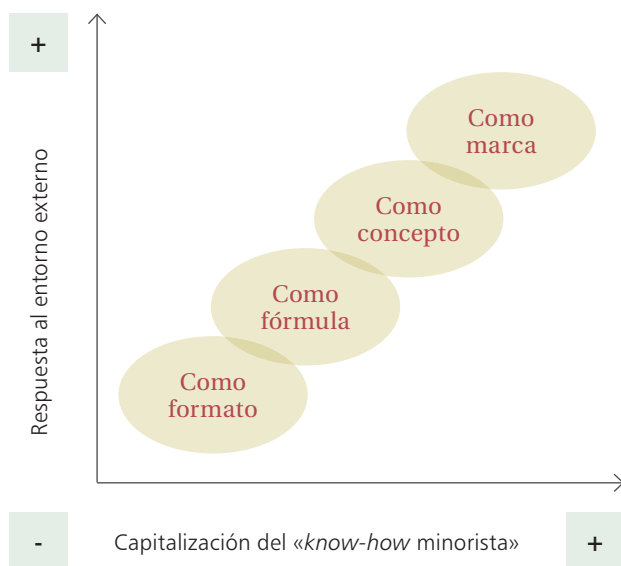 +
Respuesta al entorno externo
Como
marca
Como
concepto
Como
fórmula
Como
formato
-
Capitalización del «know-how minorista»
+